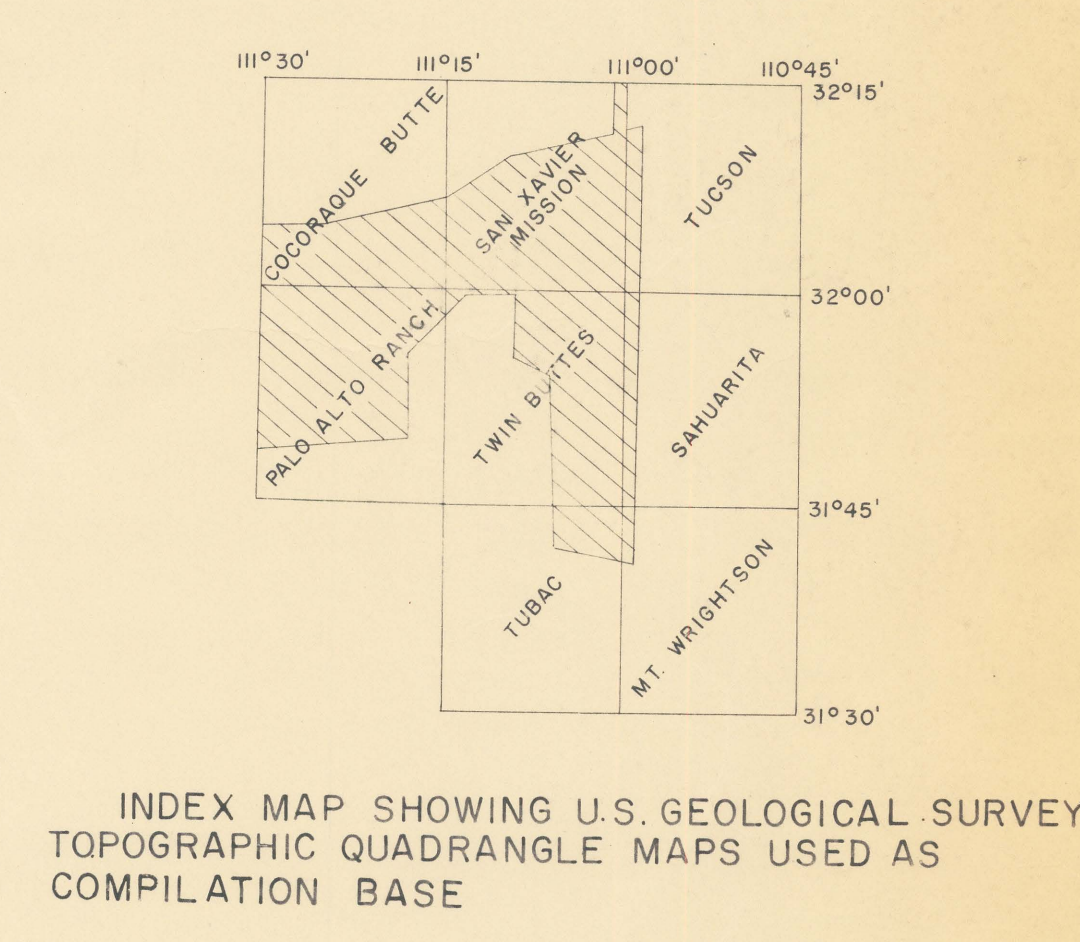 111°30'
111°15'
111°00'
110°45'
32°15'
COCORAQUE BUTTE
SAN XAVIER
MISSION
TUCSON
32°00'
PALO ALTO RANCH
TWIN BUTTES
SAHUARITA
31°45'
TUBAC
MT. WRIGHTSON
31°30'
INDEX MAP SHOWING U.S. GEOLOGICAL SURVEY
TOPOGRAPHIC QUADRANGLE MAPS USED AS
COMPILATION BASE